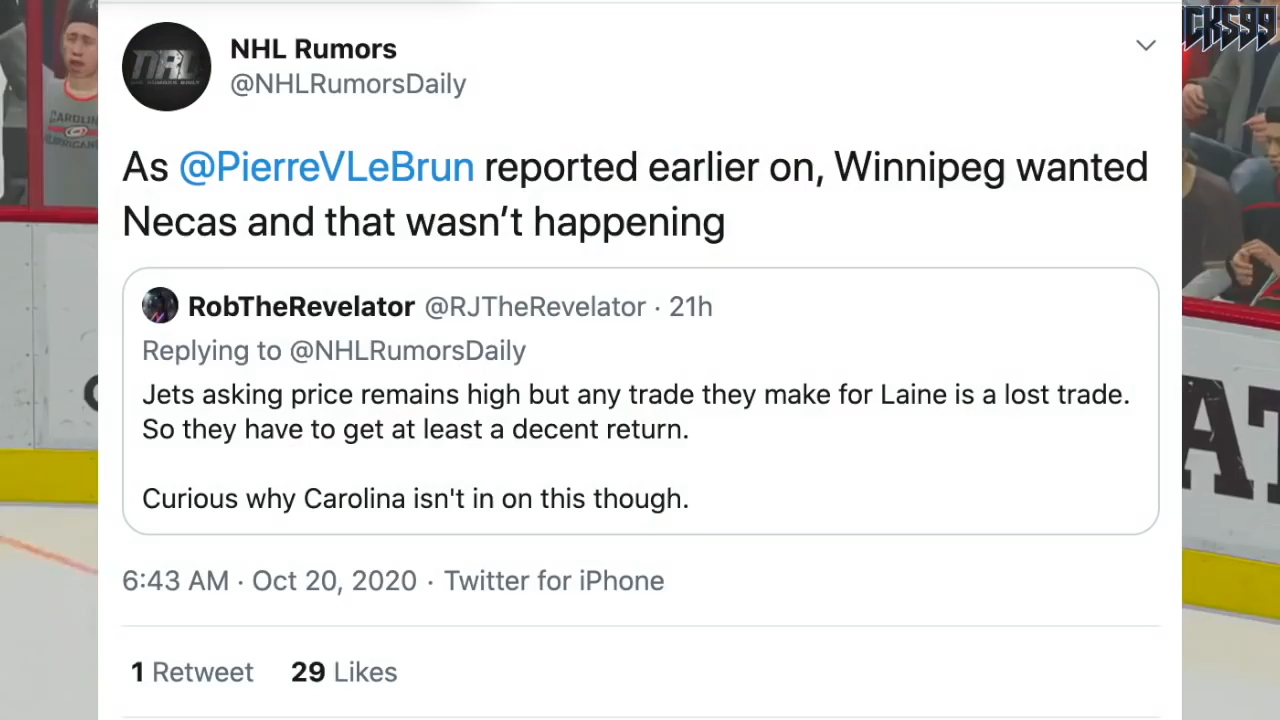 NHL Rumors
@NHLRumorsDaily
As @PierreVLeBrun reported earlier on, Winnipeg wanted
Necas and that wasn't happening
RobTheRevelator @RJTheRevelator · 21h
Replying to @NHLRumorsDaily
Jets asking price remains high but any trade they make for Laine is a lost trade.
So they have to get at least a decent return.
Curious why Carolina isn't in on this though.
6:43 AM · Oct 20, 2020 · Twitter for iPhone
1 Retweet 29 Likes